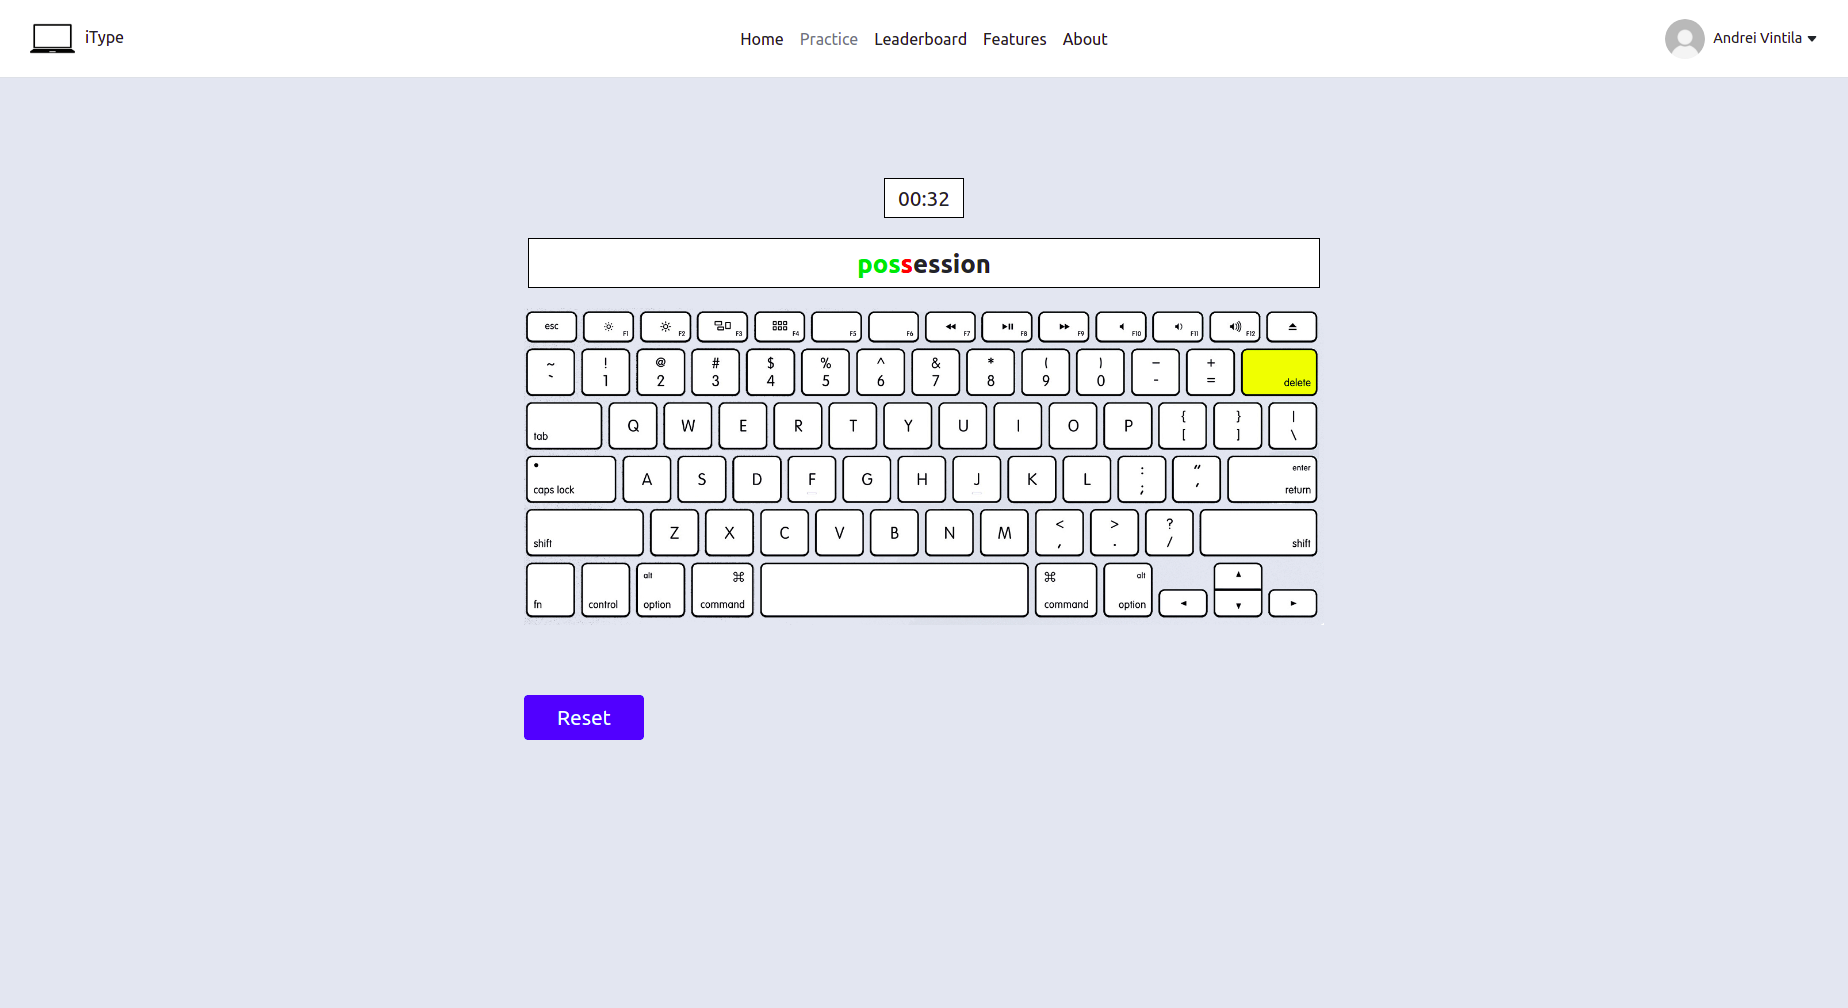 iType
Home Practice Leaderboard Features About
Andrei Vintila
00:32
possession
esc F1 F2 F3 F4 F5 F6 F7 F8 F9 F10 F11 F12
~ ! @ # $ % ^ & * ( ) – +
` 1 2 3 4 5 6 7 8 9 0 - = delete
tab Q W E R T Y U I O P { [ } ] | \
caps lock A S D F G H J K L : ; " ' enter return
shift Z X C V B N M < , > . ? / shift
fn control alt option ⌘ command ⌘ command alt option
Reset